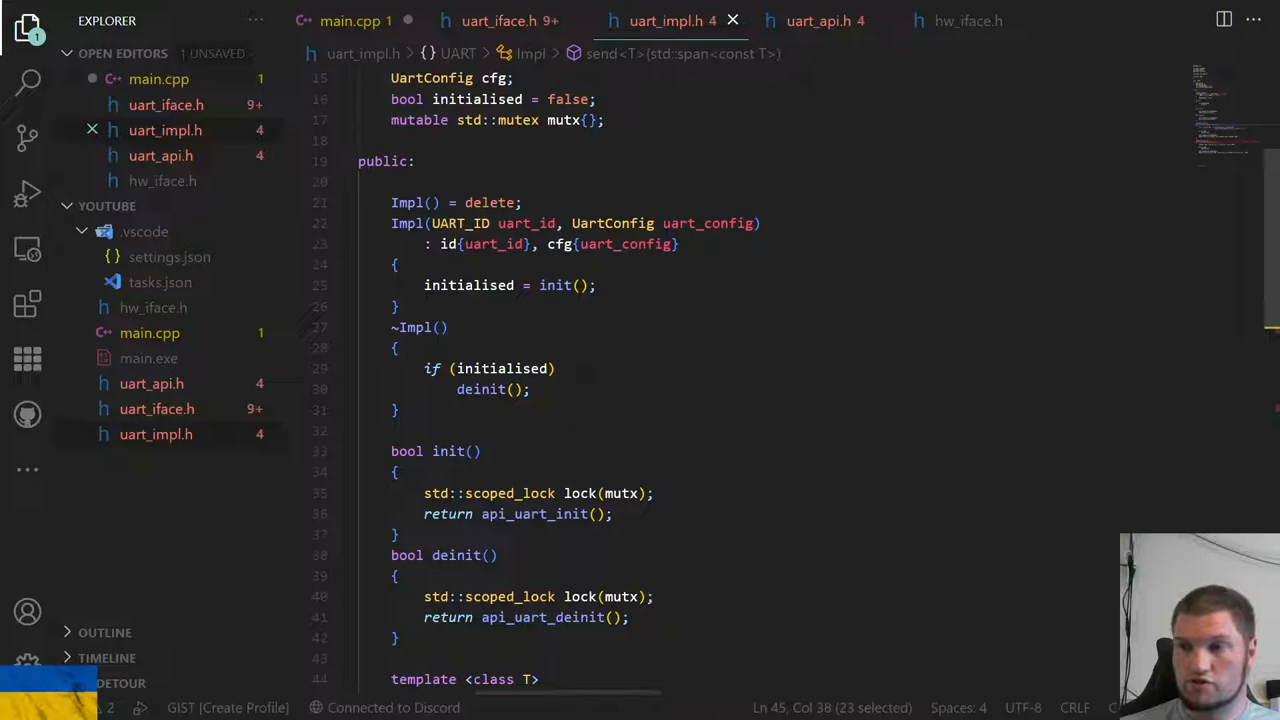 EXPLORER
main.cpp 1
uart_iface.h 9+
uart_impl.h 4
uart_api.h 4
hw_iface.h
1
OPEN EDITORS
1 UNSAVED
main.cpp 1
uart_iface.h 9+
uart_impl.h 4
uart_api.h 4
hw_iface.h
YOUTUBE
.vscode
settings.json
tasks.json
hw_iface.h
main.cpp 1
main.exe
uart_api.h 4
uart_iface.h 9+
uart_impl.h 4
OUTLINE
TIMELINE
DETOUR
uart_impl.h > {} UART > Impl > send<T>(std::span<const T>)
15 UartConfig cfg;
16 bool initialised = false;
17 mutable std::mutex mutx{};
18
19 public:
20
21 Impl() = delete;
22 Impl(UART_ID uart_id, UartConfig uart_config)
23 : id{uart_id}, cfg{uart_config}
24 {
25 initialised = init();
26 }
27 ~Impl()
28 {
29 if (initialised)
30 deinit();
31 }
32
33 bool init()
34 {
35 std::scoped_lock lock(mutx);
36 return api_uart_init();
37 }
38 bool deinit()
39 {
40 std::scoped_lock lock(mutx);
41 return api_uart_deinit();
42 }
43
44 template <class T>
2
GIST [Create Profile]
Connected to Discord
Ln 45, Col 38 (23 selected)
Spaces: 4
UTF-8
CRLF